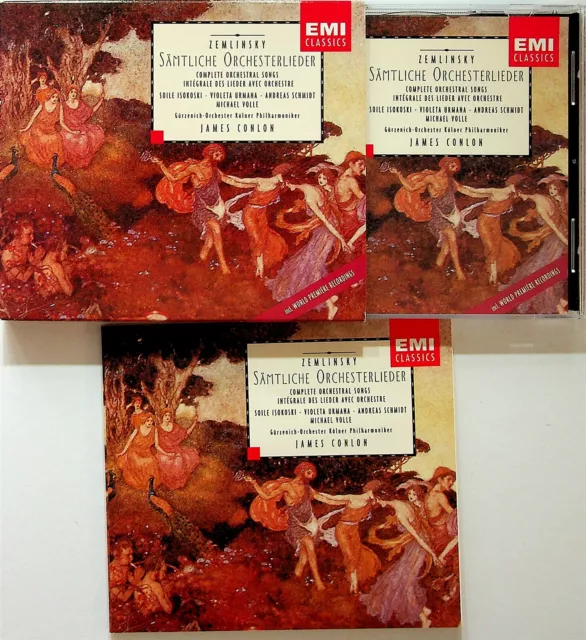 EMI
CLASSICS
ZEMLINSKY
SÄMTLICHE ORCHESTERLIEDER
COMPLETE ORCHESTRAL SONGS
INTÉGRALE DES LIEDER AVEC ORCHESTRE
SOILE ISOKOSKI - VIOLETA URMANA - ANDREAS SCHMIDT
MICHAEL VOLLE
Gürzenich-Orchester Kölner Philharmoniker
JAMES CONLON
incl. WORLD PREMIÈRE RECORDINGS
EMI
CLASSICS
ZEMLINSKY
SÄMTLICHE ORCHESTERLIEDER
COMPLETE ORCHESTRAL SONGS
INTÉGRALE DES LIEDER AVEC ORCHESTRE
SOILE ISOKOSKI - VIOLETA URMANA - ANDREAS SCHMIDT
MICHAEL VOLLE
Gürzenich-Orchester Kölner Philharmoniker
JAMES CONLON
incl. WORLD PREMIÈRE RECORDINGS
EMI
CLASSICS
ZEMLINSKY
SÄMTLICHE ORCHESTERLIEDER
COMPLETE ORCHESTRAL SONGS
INTÉGRALE DES LIEDER AVEC ORCHESTRE
SOILE ISOKOSKI - VIOLETA URMANA - ANDREAS SCHMIDT
MICHAEL VOLLE
Gürzenich-Orchester Kölner Philharmoniker
JAMES CONLON